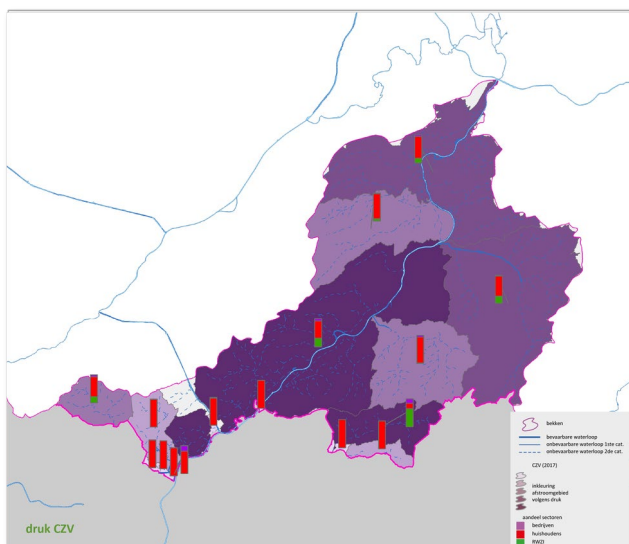 bekken
bevaarbare waterloop
onbevaarbare waterloop 1ste cat.
onbevaarbare waterloop 2de cat.
CZV (2017)
inkleuring
afstroomgebied
volgens druk
aandeel sectoren
bedrijven
huishoudens
RWZI
druk CZV